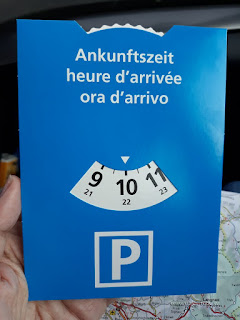 Ankunftszeit
heure d'arrivée
ora d'arrivo
9 10 11
21 22 23
P